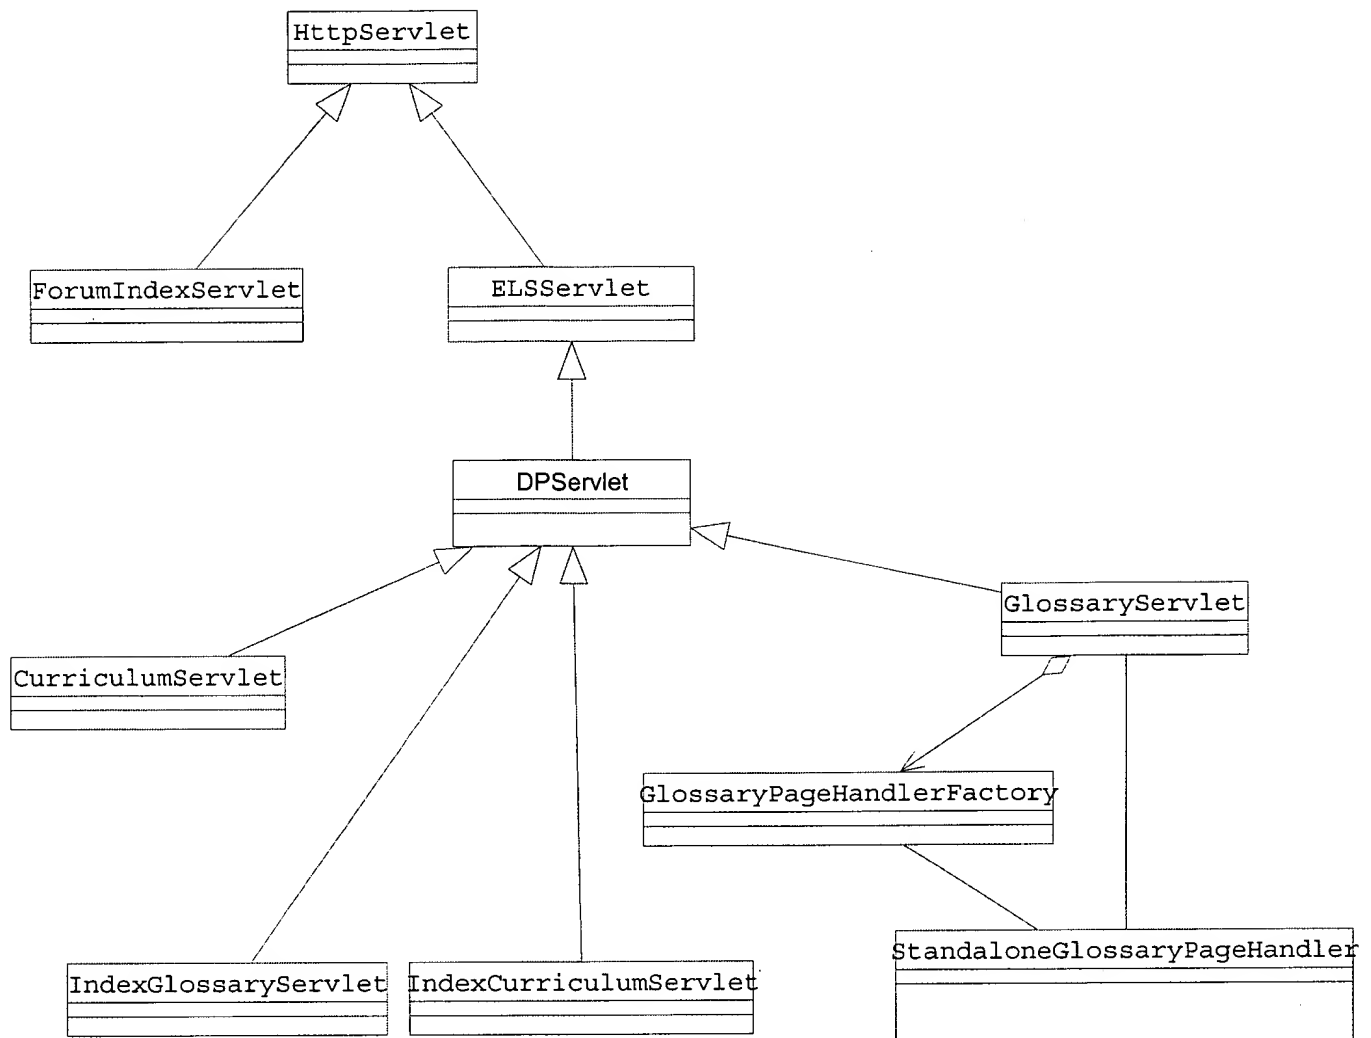 HttpServlet
ForumIndexServlet
ELSServlet
DPServlet
GlossaryServlet
CurriculumServlet
GlossaryPageHandlerFactory
StandaloneGlossaryPageHandler
IndexGlossaryServlet
IndexCurriculumServlet